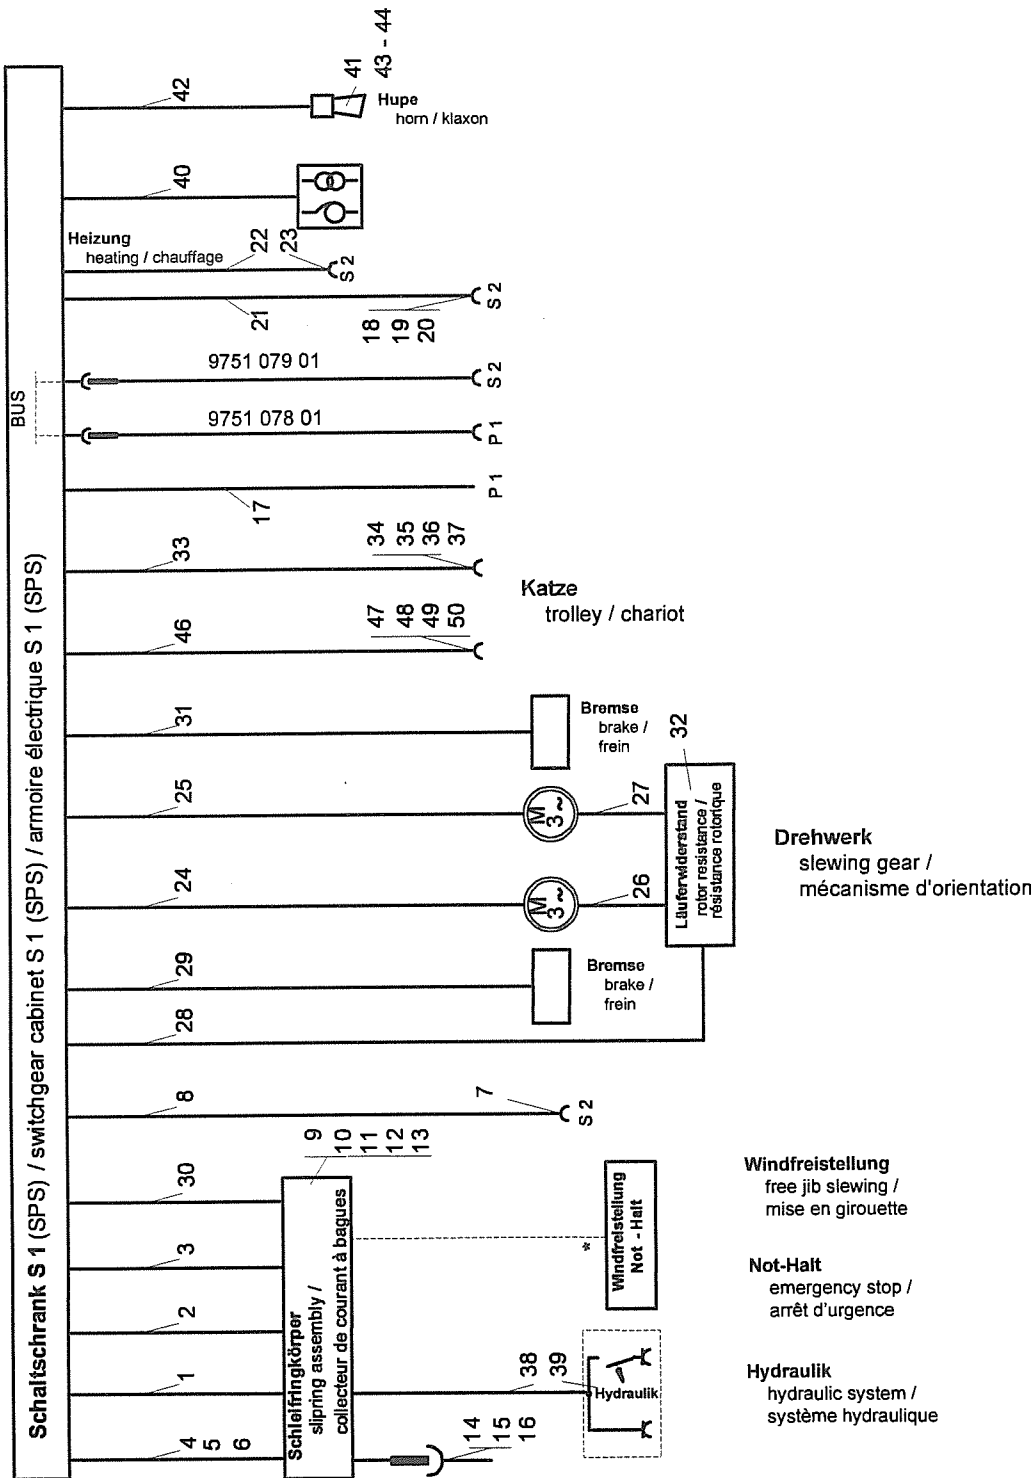 Schaltschrank S 1 (SPS) / switchgear cabinet S 1 (SPS) / armoire électrique S 1 (SPS)
BUS
42
41
43 - 44
Hupe
horn / klaxon
40
Heizung
heating / chauffage
22
23
S 2
21
18
19
20
S 2
9751 079 01
S 2
9751 078 01
P 1
17
P 1
33
34
35
36
37
Katze
trolley / chariot
46
47
48
49
50
31
Bremse
brake /
frein
25
M
3~
27
32
Läuferwiderstand
rotor resistance /
résistance rotorique
Drehwerk
slewing gear /
mécanisme d'orientation
24
M
3~
26
29
Bremse
brake /
frein
28
8
7
S 2
9
10
11
12
13
30
3
2
1
4
5
6
Schleifringkörper
slipring assembly /
collecteur de courant à bagues
*
Windfreistellung
Not - Halt
Windfreistellung
free jib slewing /
mise en girouette
Not-Halt
emergency stop /
arrêt d'urgence
38
39
Hydraulik
Hydraulik
hydraulic system /
système hydraulique
14
15
16